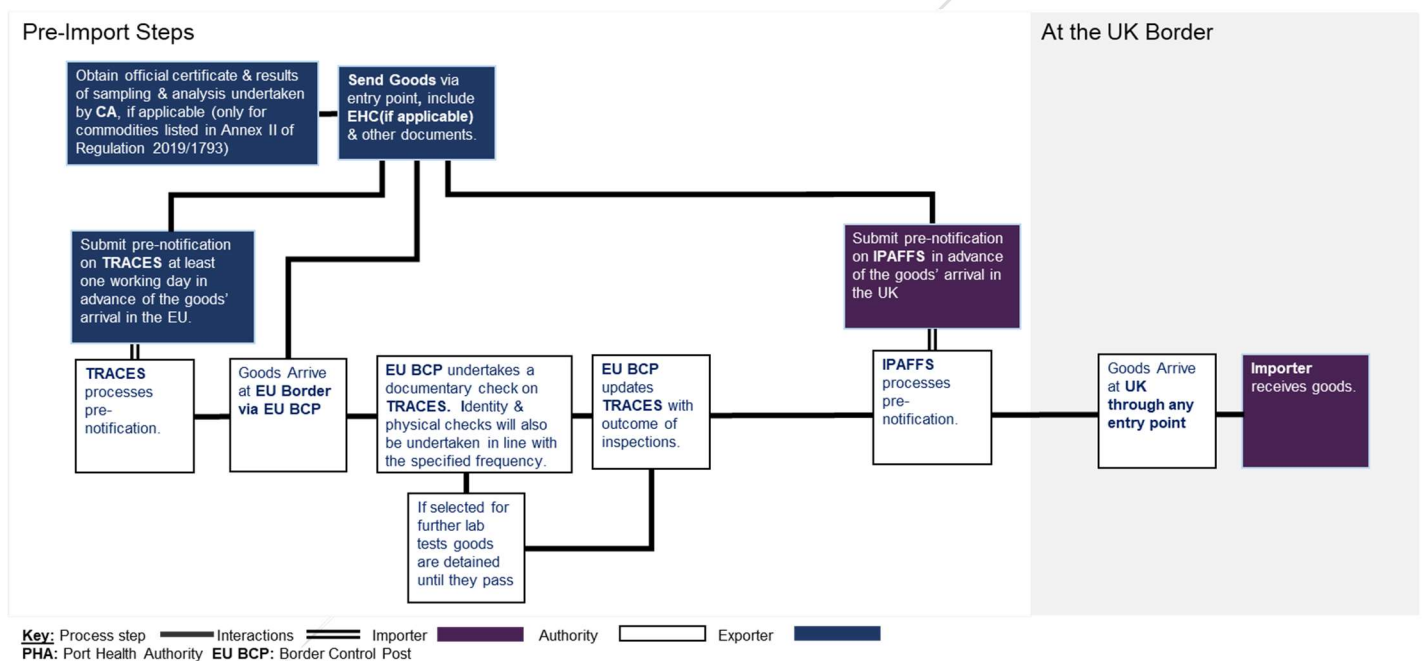 Pre-Import Steps
At the UK Border
Obtain official certificate & results
of sampling & analysis undertaken
by CA, if applicable (only for
commodities listed in Annex II of
Regulation 2019/1793)
Send Goods via
entry point, include
EHC(if applicable)
& other documents.
Submit pre-notification
on TRACES at least
one working day in
advance of the goods’
arrival in the EU.
Submit pre-notification
on IPAFFS in advance
of the goods’ arrival in
the UK
TRACES
processes
pre-
notification.
Goods Arrive
at EU Border
via EU BCP
EU BCP undertakes a
documentary check on
TRACES. Identity &
physical checks will also
be undertaken in line with
the specified frequency.
EU BCP
updates
TRACES with
outcome of
inspections.
IPAFFS
processes
pre-
notification.
Goods Arrive
at UK
through any
entry point
Importer
receives goods.
If selected for
further lab
tests goods
are detained
until they pass
Key: Process step Interactions Importer Authority Exporter
PHA: Port Health Authority EU BCP: Border Control Post